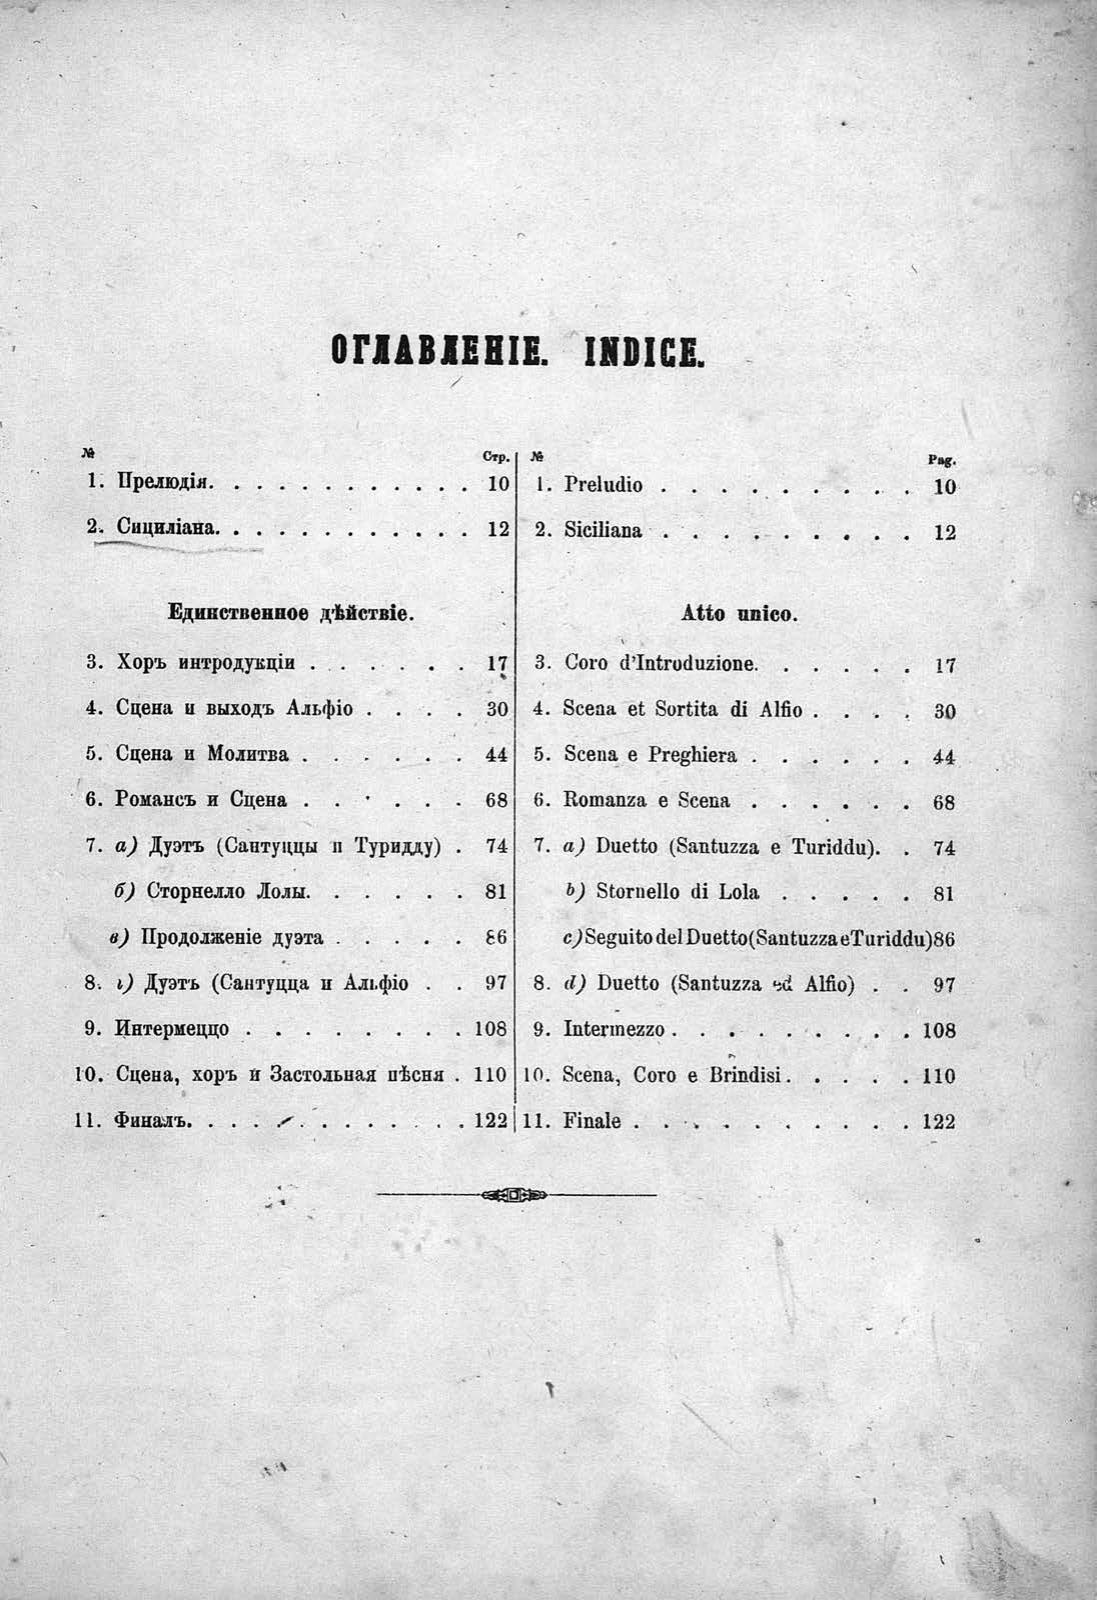 ОГЛАВЛЕНІЕ. INDICE.
№ Стр.
1. Прелюдія. . . . . . . . . . . . 10
2. Сициліана. . . . . . . . . . . . 12
Единственное дѣйствіе.
3. Хоръ интродукціи . . . . . . 17
4. Сцена и выходъ Альфіо . . . . 30
5. Сцена и Молитва . . . . . . 44
6. Романсъ и Сцена . . . . . . 68
7. а) Дуэтъ (Сантуццы и Туридду) . 74
б) Сторнелло Лолы. . . . . . 81
в) Продолженіе дуэта . . . . . 86
8. г) Дуэтъ (Сантуцца и Альфіо . . 97
9. Интермеццо . . . . . . . . 108
10. Сцена, хоръ и Застольная пѣсня . 110
11. Финалъ. . . . . . . . . . . . 122
№ Pag.
1. Preludio . . . . . . . . . 10
2. Siciliana . . . . . . . . . 12
Atto unico.
3. Coro d'Introduzione. . . . . . 17
4. Scena et Sortita di Alfio . . . . 30
5. Scena e Preghiera . . . . . . 44
6. Romanza e Scena . . . . . . 68
7. a) Duetto (Santuzza e Turiddu). . 74
b) Stornello di Lola . . . . . 81
c) Seguito del Duetto (Santuzza e Turiddu) 86
8. d) Duetto (Santuzza ed Alfio) . . 97
9. Intermezzo . . . . . . . . 108
10. Scena, Coro e Brindisi. . . . . 110
11. Finale . . . . . . . . . . 122